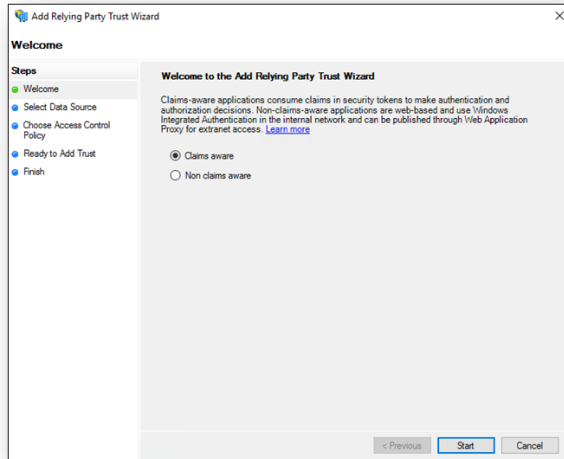 Add Relying Party Trust Wizard
Welcome
Steps
Welcome
Select Data Source
Choose Access Control
Policy
Ready to Add Trust
Finish
Welcome to the Add Relying Party Trust Wizard
Claims-aware applications consume claims in security tokens to make authentication and
authorization decisions. Non-claims-aware applications are web-based and use Windows
Integrated Authentication in the internal network and can be published through Web Application
Proxy for extranet access. Learn more
Claims aware
Non claims aware
< Previous
Start
Cancel